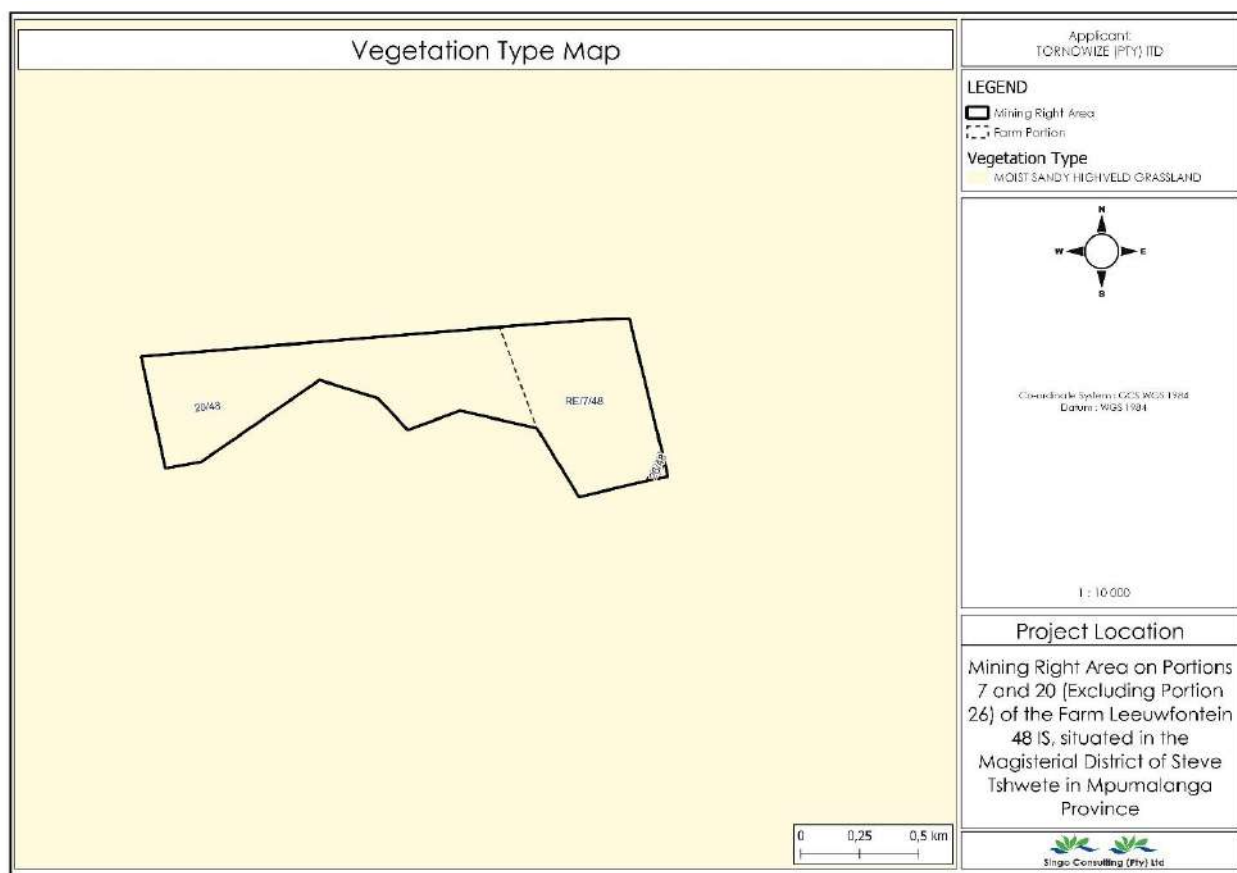 Vegetation Type Map
20/48
RE/7/48
Applicant:
TORNOWIZE (PTY) lTD
LEGEND
Mining Right Area
Farm Portion
Vegetation Type
MOIST SANDY HIGHVELD GRASSLAND
N
W
E
S
Co-ordinate System : GCS WGS 1984
Datum : WGS 1984
1 : 10 000
Project Location
Mining Right Area on Portions
7 and 20 (Excluding Portion
26) of the Farm Leeuwfontein
48 IS, situated in the
Magisterial District of Steve
Tshwete in Mpumalanga
Province
0 0,25 0,5 km
Singo Consulting (Pty) Ltd